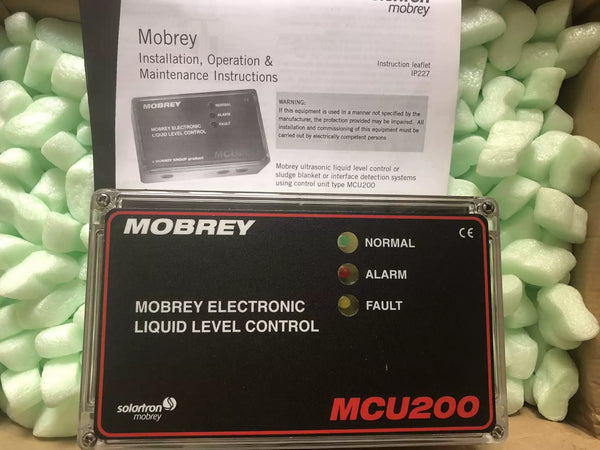 mobrey
Mobrey
Installation, Operation &
Maintenance Instructions
Instruction leaflet
IP227
MOBREY
NORMAL
ALARM
FAULT
MOBREY ELECTRONIC
LIQUID LEVEL CONTROL
MCU200
WARNING:
If this equipment is used in a manner not specified by the
manufacturer, the protection provided may be impaired. All
installation and commissioning of this equipment must be
carried out by electrically competent persons
Mobrey ultrasonic liquid level control or
sludge blanket or interface detection systems
using control unit type MCU200
MOBREY
CE
NORMAL
ALARM
FAULT
MOBREY ELECTRONIC
LIQUID LEVEL CONTROL
solartron
mobrey
MCU200